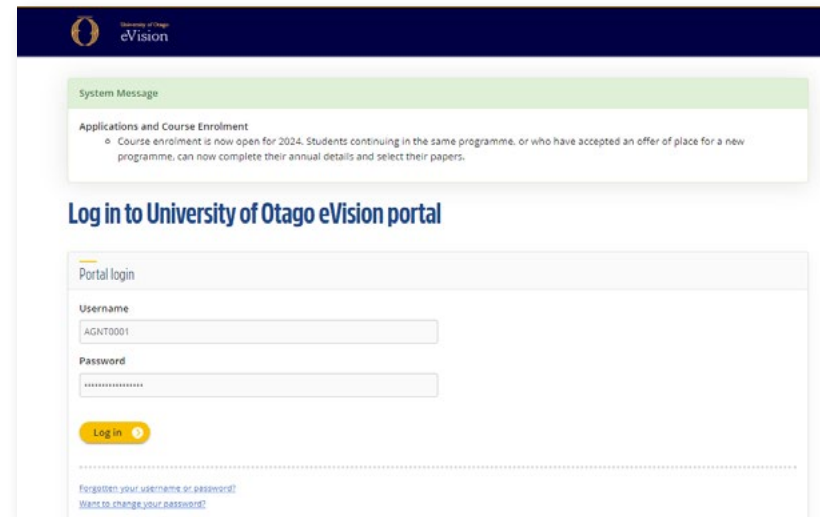 University of Otago
eVision
System Message
Applications and Course Enrolment
Course enrolment is now open for 2024. Students continuing in the same programme, or who have accepted an offer of place for a new
programme, can now complete their annual details and select their papers.
Log in to University of Otago eVision portal
Portal login
Username
AGNT0001
Password
Log in
Forgotten your username or password?
Want to change your password?